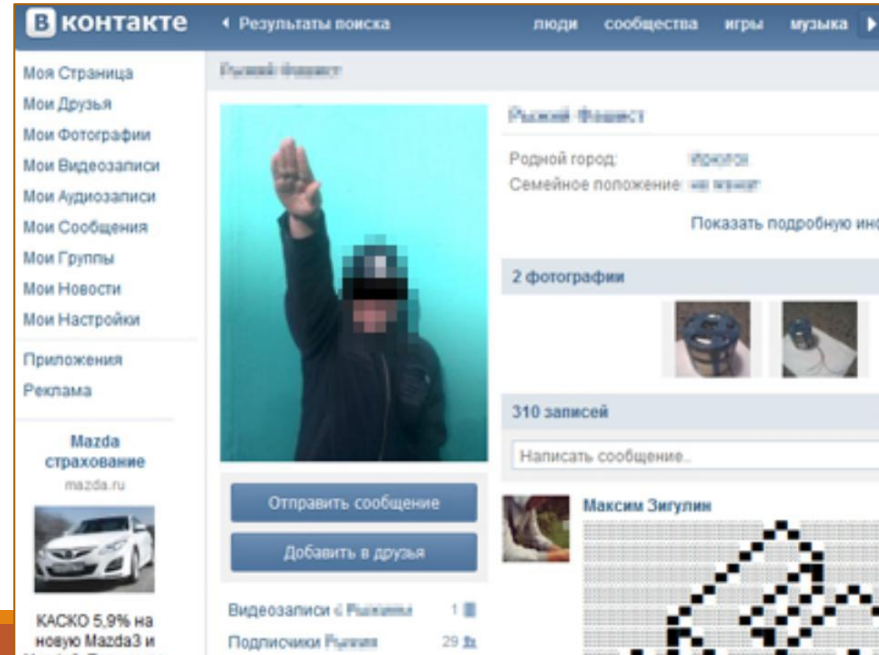 В контакте
Результаты поиска
люди сообщества игры музыка
Моя Страница
Мои Друзья
Мои Фотографии
Мои Видеозаписи
Мои Аудиозаписи
Мои Сообщения
Мои Группы
Мои Новости
Мои Настройки
Приложения
Реклама
Mazda
страхование
mazda.ru
КАСКО 5,9% на
новую Mazda3 и
Отправить сообщение
Добавить в друзья
Видеозаписи с 1
Подписчики 29
Родной город:
Семейное положение:
Показать подробную инф
2 фотографии
310 записей
Написать сообщение..
Максим Зигулин